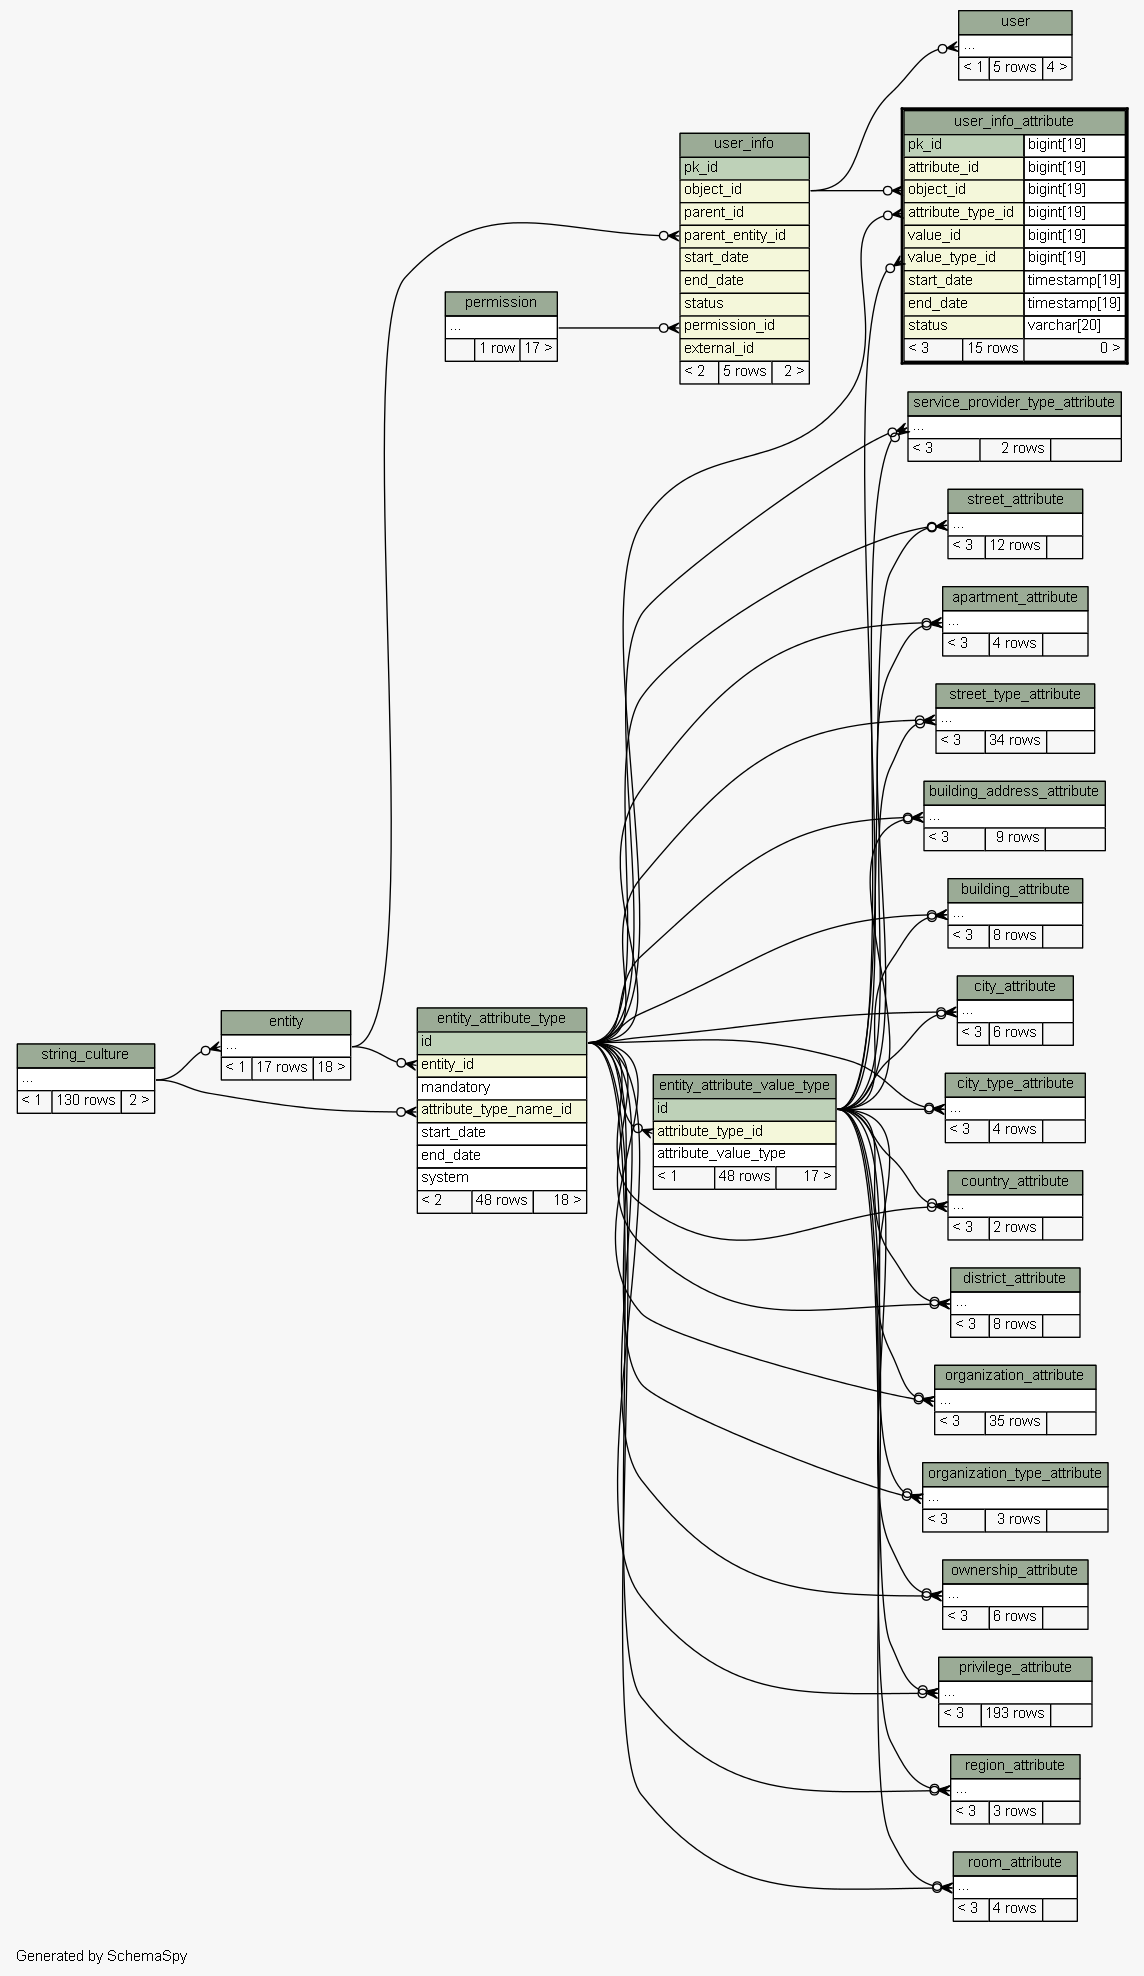 user
...
< 1 5 rows 4 >
user_info_attribute
pk_id bigint[19]
attribute_id bigint[19]
object_id bigint[19]
attribute_type_id bigint[19]
value_id bigint[19]
value_type_id bigint[19]
start_date timestamp[19]
end_date timestamp[19]
status varchar[20]
< 3 15 rows 0 >
user_info
pk_id
object_id
parent_id
parent_entity_id
start_date
end_date
status
permission_id
external_id
< 2 5 rows 2 >
permission
...
1 row 17 >
service_provider_type_attribute
...
< 3 2 rows
street_attribute
...
< 3 12 rows
apartment_attribute
...
< 3 4 rows
street_type_attribute
...
< 3 34 rows
building_address_attribute
...
< 3 9 rows
building_attribute
...
< 3 8 rows
city_attribute
...
< 3 6 rows
string_culture
...
< 1 130 rows 2 >
entity
...
< 1 17 rows 18 >
entity_attribute_type
id
entity_id
mandatory
attribute_type_name_id
start_date
end_date
system
< 2 48 rows 18 >
entity_attribute_value_type
id
attribute_type_id
attribute_value_type
< 1 48 rows 17 >
city_type_attribute
...
< 3 4 rows
country_attribute
...
< 3 2 rows
district_attribute
...
< 3 8 rows
organization_attribute
...
< 3 35 rows
organization_type_attribute
...
< 3 3 rows
ownership_attribute
...
< 3 6 rows
privilege_attribute
...
< 3 193 rows
region_attribute
...
< 3 3 rows
room_attribute
...
< 3 4 rows
Generated by SchemaSpy